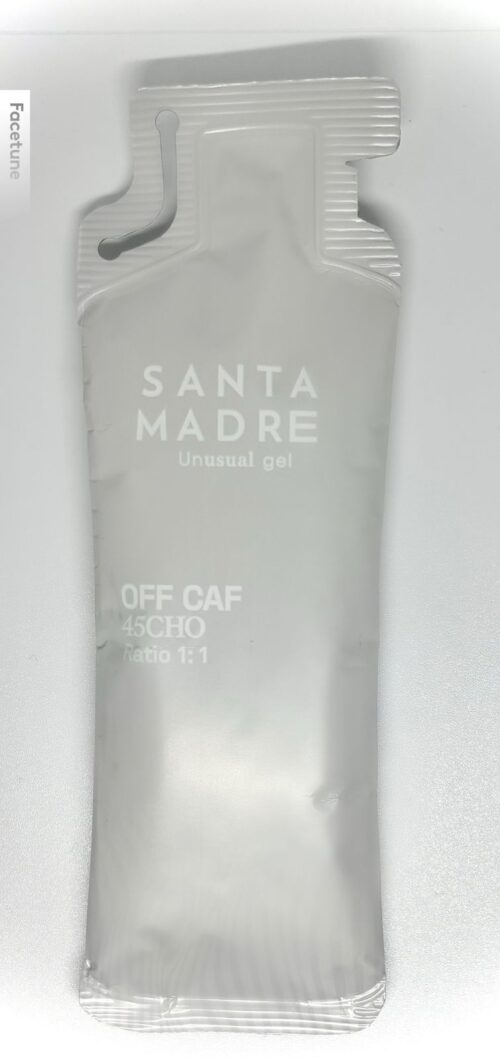 Facetune
SANTA
MADRE
Unusual gel
OFF CAF
45CHO
Ratio 1:1